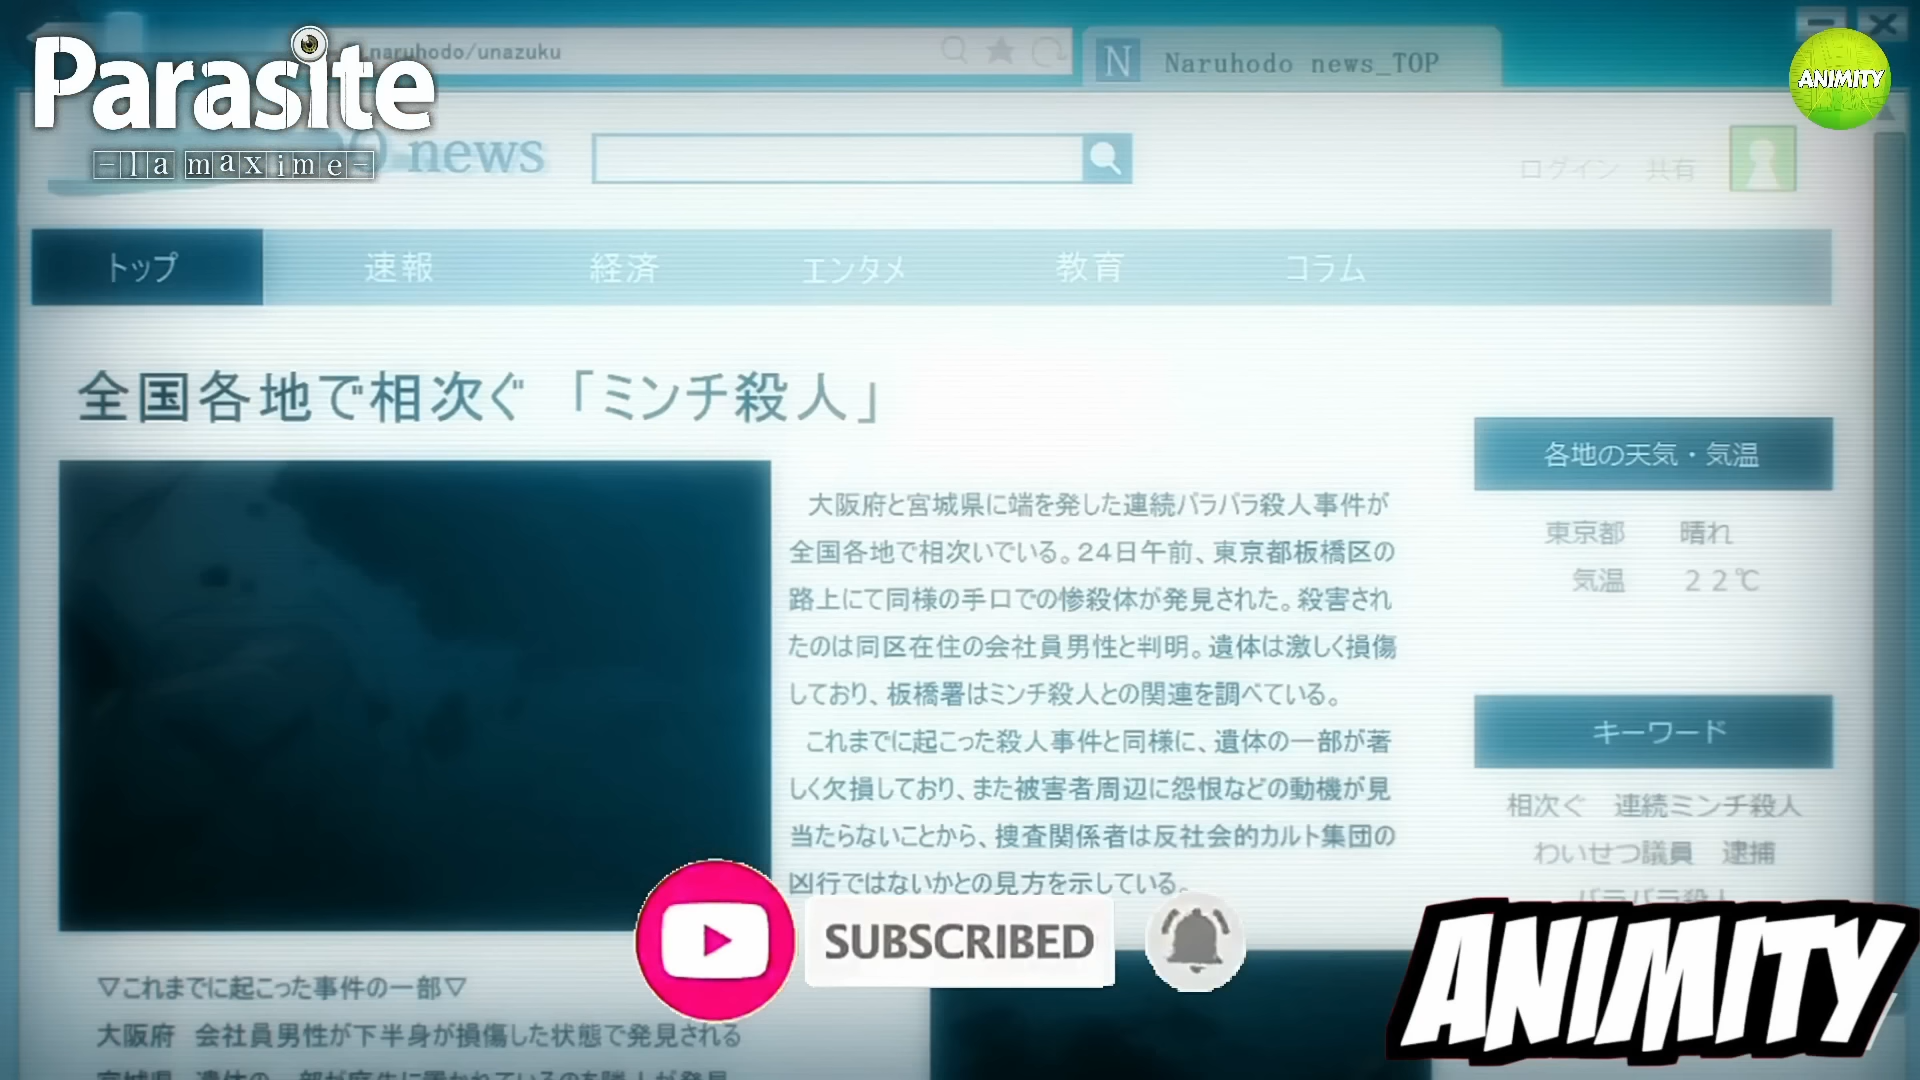 Parasite
-la maxime-
naruhodo/unazuku
Naruhodo news_TOP
ANIMITY
news
ログイン 共有
トップ 速報 経済 エンタメ 教育 コラム
全国各地で相次ぐ「ミンチ殺人」
大阪府と宮城県に端を発した連続バラバラ殺人事件が
全国各地で相次いでいる。24日午前、東京都板橋区の
路上にて同様の手口での惨殺体が発見された。殺害され
たのは同区在住の会社員男性と判明。遺体は激しく損傷
しており、板橋署はミンチ殺人との関連を調べている。
これまでに起こった殺人事件と同様に、遺体の一部が著
しく欠損しており、また被害者周辺に怨恨などの動機が見
当たらないことから、捜査関係者は反社会的カルト集団の
凶行ではないかとの見方を示している。
各地の天気・気温
東京都 晴れ
気温 22℃
キーワード
相次ぐ 連続ミンチ殺人
わいせつ議員 逮捕
バラバラ殺人
SUBSCRIBED
ANIMITY
▽これまでに起こった事件の一部▽
大阪府 会社員男性が下半身が損傷した状態で発見される